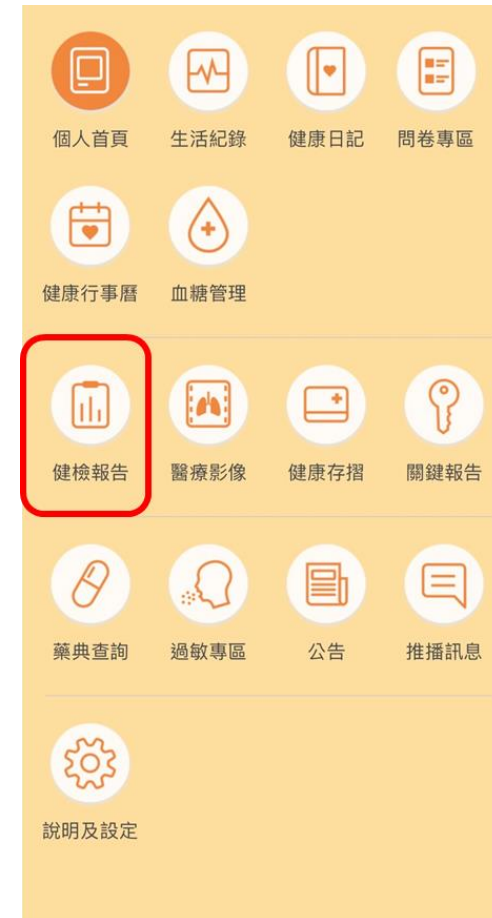 個人首頁 生活紀錄 健康日記 問卷專區
健康行事曆 血糖管理
健檢報告 醫療影像 健康存摺 關鍵報告
藥典查詢 過敏專區 公告 推播訊息
說明及設定